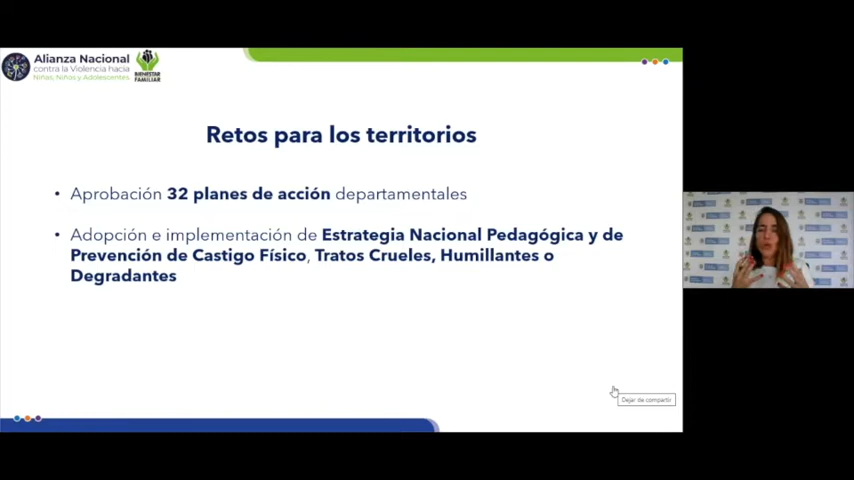 Alianza Nacional
contra la Violencia hacia
Niñas, Niños y Adolescentes
BIENESTAR
FAMILIAR
Retos para los territorios
• Aprobación 32 planes de acción departamentales
• Adopción e implementación de Estrategia Nacional Pedagógica y de
Prevención de Castigo Físico, Tratos Crueles, Humillantes o
Degradantes
Dejar de compartir